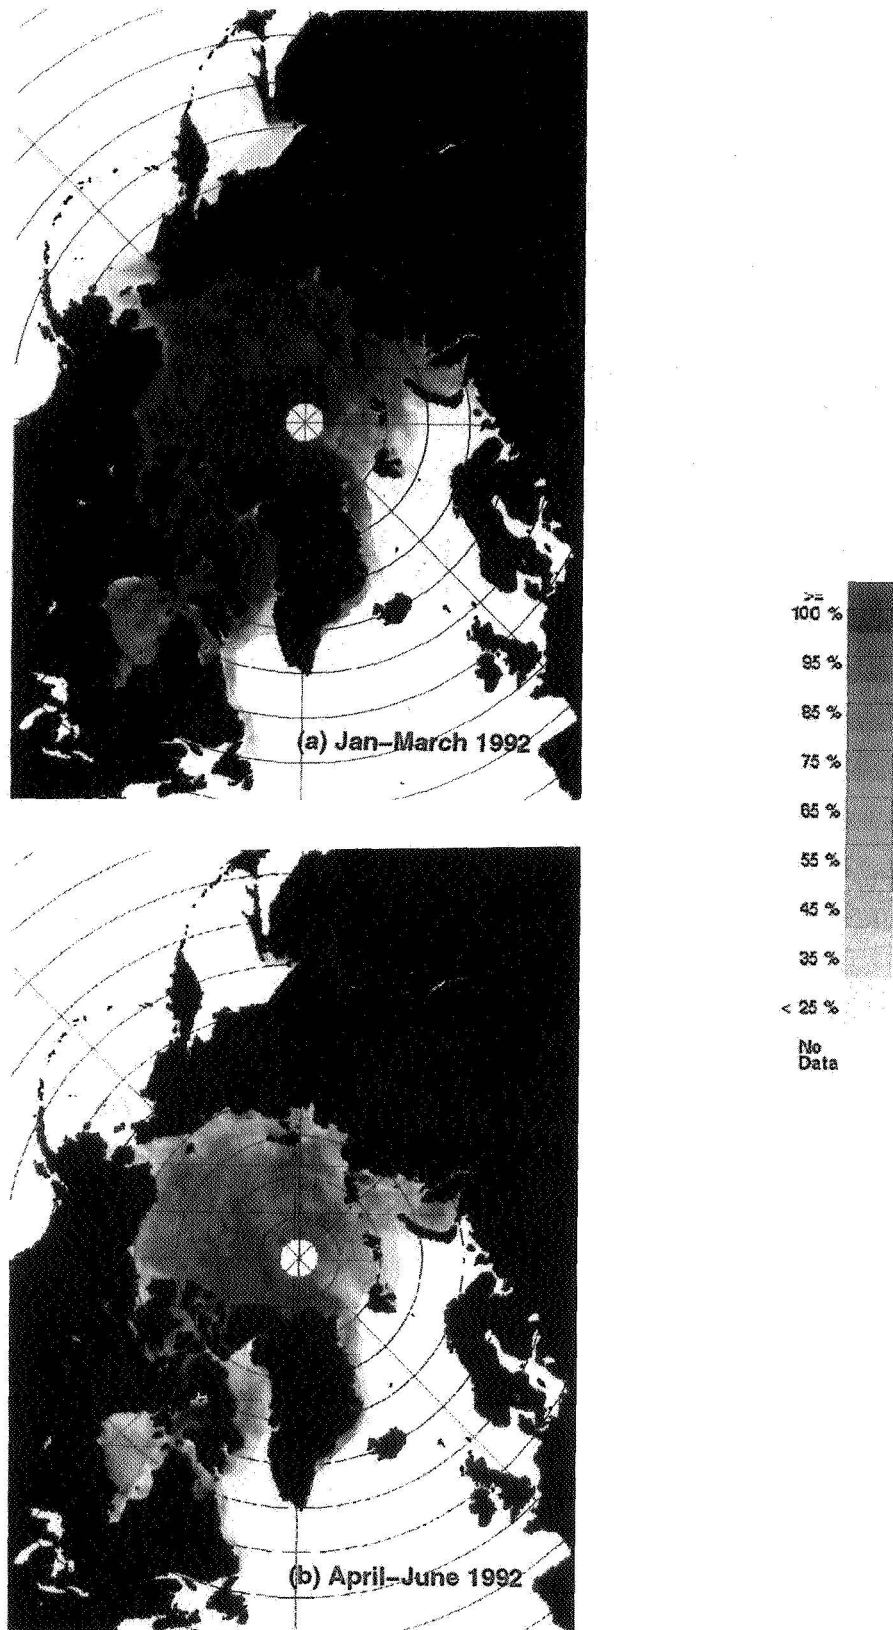 (a) Jan–March 1992
>=
100 %
95 %
85 %
75 %
65 %
55 %
45 %
35 %
< 25 %
No
Data
(b) April–June 1992